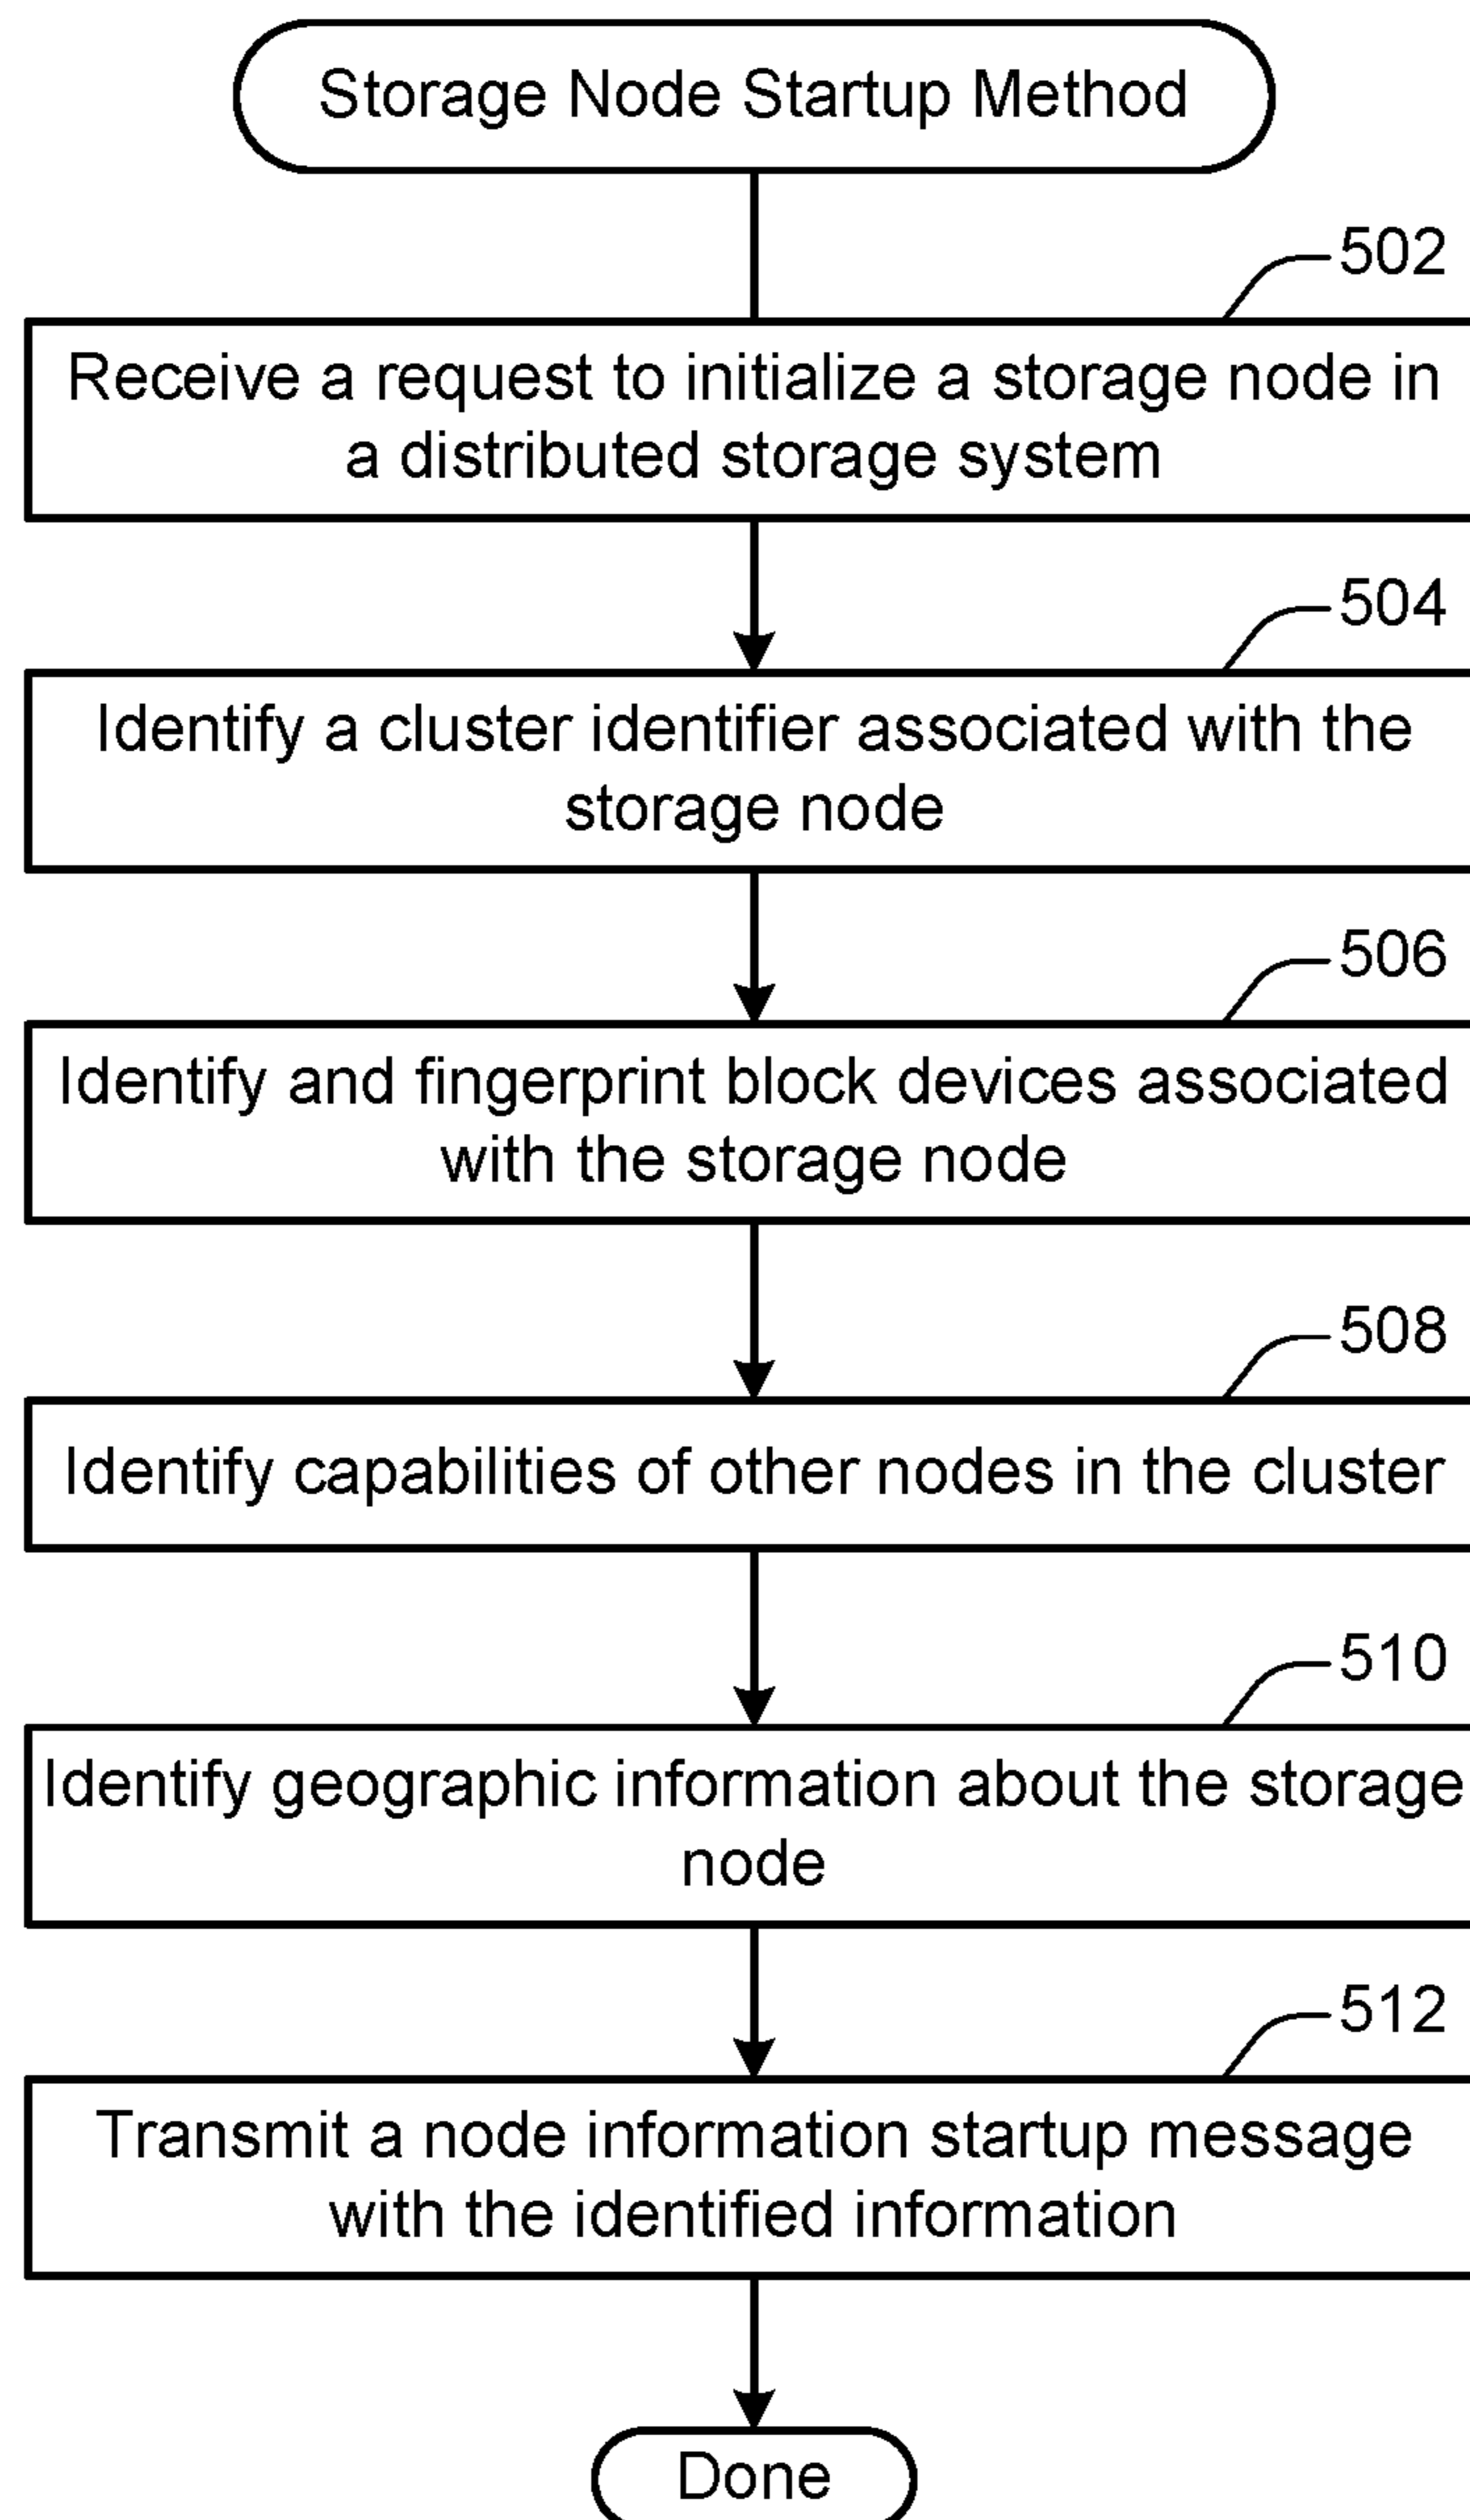 Storage Node Startup Method
502
Receive a request to initialize a storage node in
a distributed storage system
504
Identify a cluster identifier associated with the
storage node
506
Identify and fingerprint block devices associated
with the storage node
508
Identify capabilities of other nodes in the cluster
510
Identify geographic information about the storage
node
512
Transmit a node information startup message
with the identified information
Done